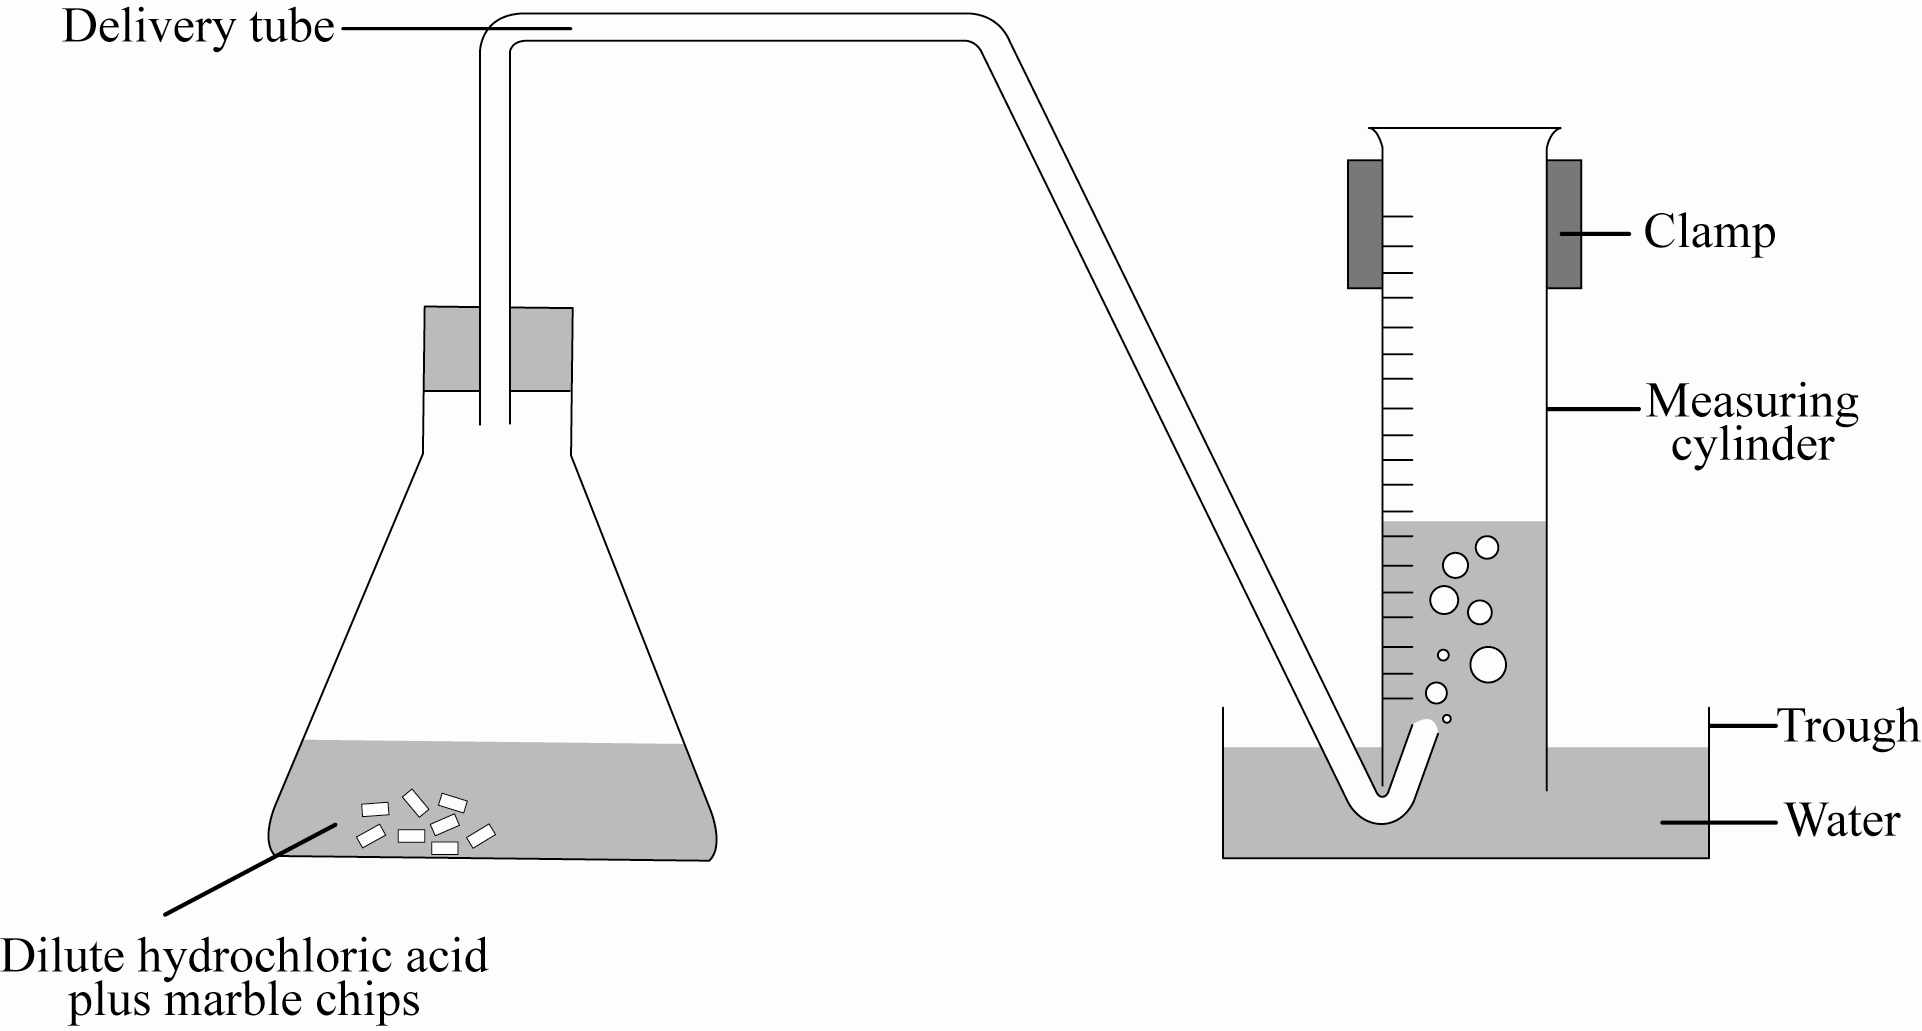 Delivery tube
Clamp
Measuring
cylinder
Trough
Water
Dilute hydrochloric acid
plus marble chips